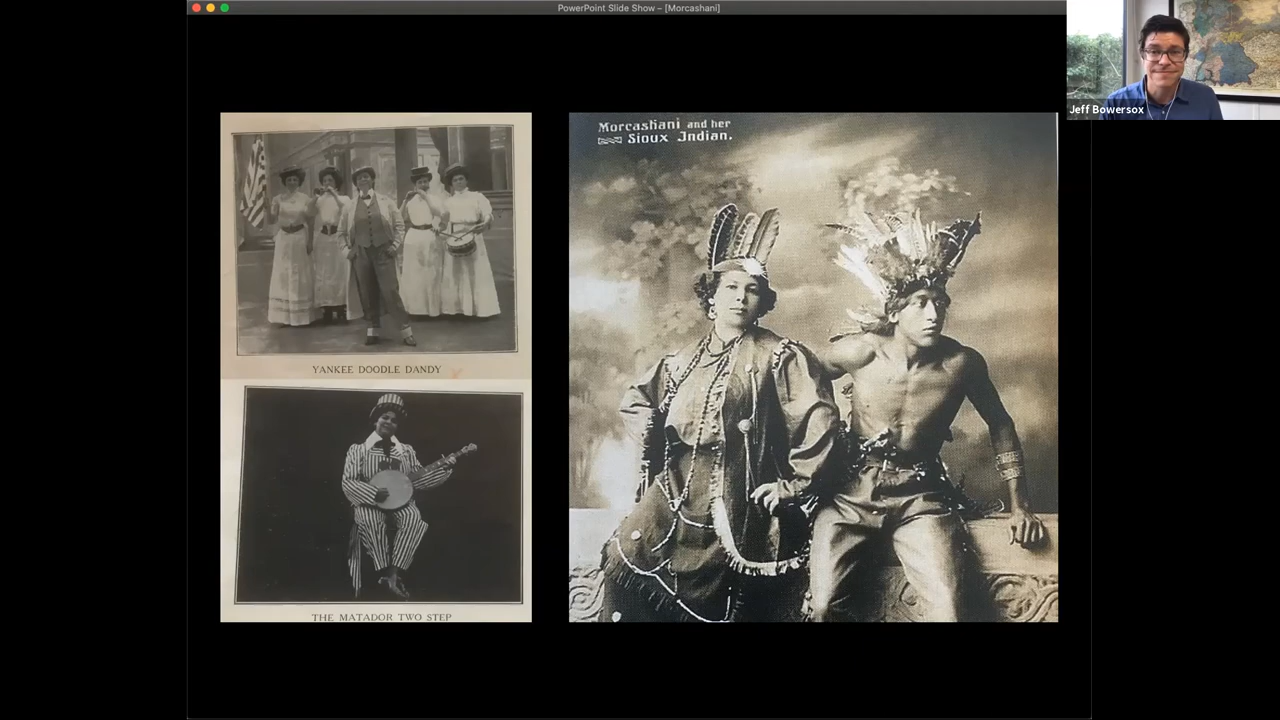 PowerPoint Slide Show – [Morcashani]
Jeff Bowersox
YANKEE DOODLE DANDY
THE MATADOR TWO STEP
Morcashani and her
Sioux Indian.